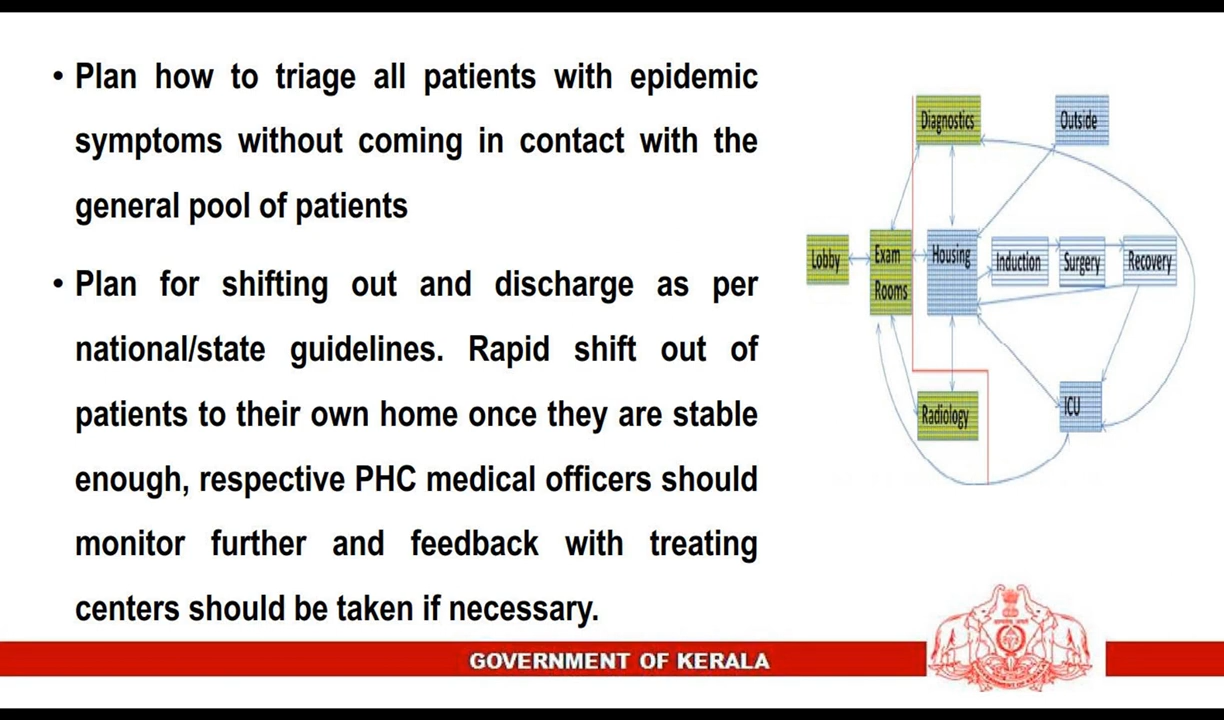 • Plan how to triage all patients with epidemic
symptoms without coming in contact with the
general pool of patients
• Plan for shifting out and discharge as per
national/state guidelines. Rapid shift out of
patients to their own home once they are stable
enough, respective PHC medical officers should
monitor further and feedback with treating
centers should be taken if necessary.
Diagnostics
Outside
Lobby
Exam
Rooms
Housing
Induction
Surgery
Recovery
Radiology
ICU
GOVERNMENT OF KERALA